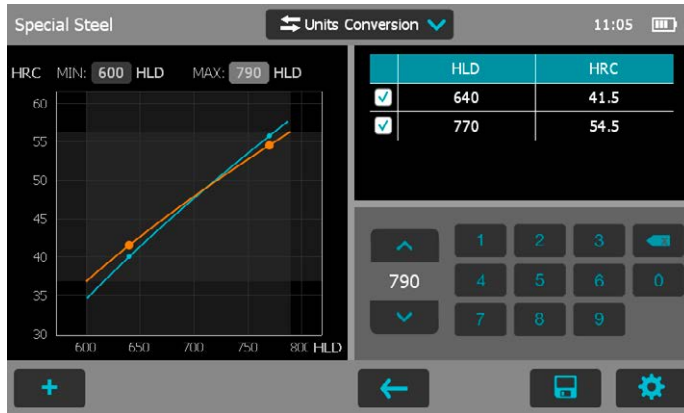 Special Steel
Units Conversion
11:05
HRC MIN: 600 HLD MAX: 790 HLD
60
55
50
45
40
35
30
600 650 700 750 800 HLD
HLD HRC
640 41.5
770 54.5
790
1 2 3
4 5 6 0
7 8 9